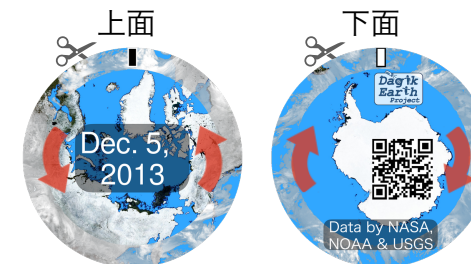 上面
下面
Dagik
Earth
Project
Dec. 5,
2013
Data by NASA,
NOAA & USGS